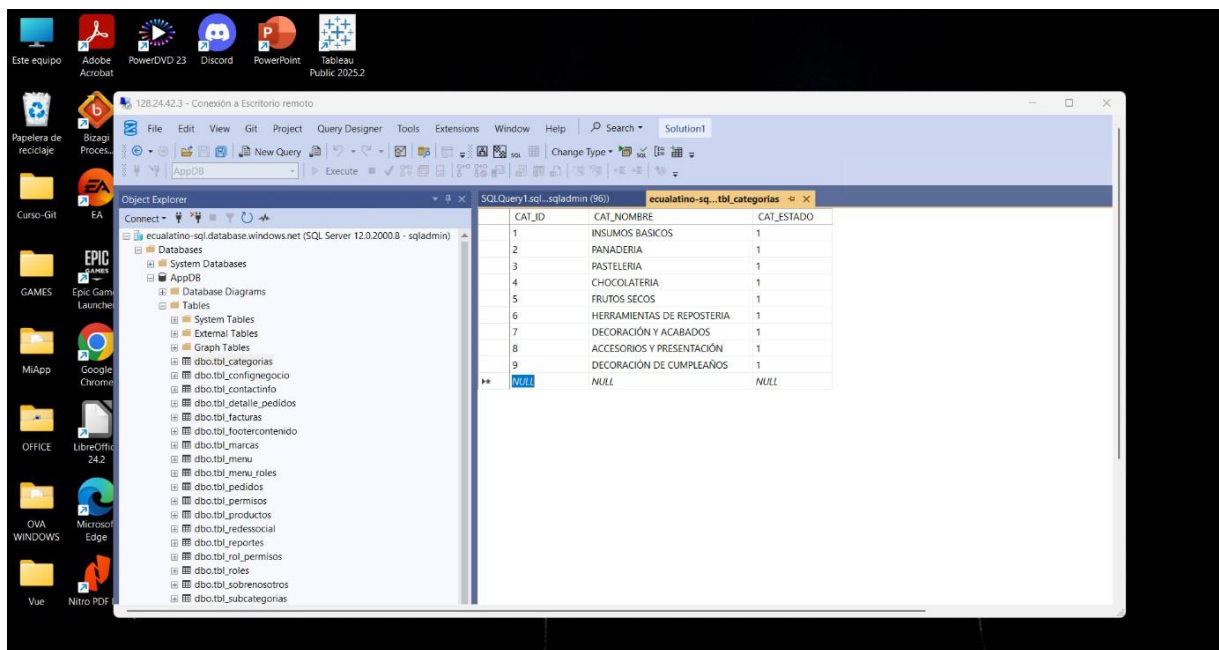 Este equipo
Adobe Acrobat
PowerDVD 23
Discord
PowerPoint
Tableau Public 2025.2
Papelera de reciclaje
Bizagi Proces...
Curso-Git
EA
GAMES
Epic Gam
Launche
MiApp
Google Chrome
OFFICE
LibreOffic
24.2
OVA WINDOWS
Microsof
Edge
Vue
Nitro PDF
128.24.42.3 - Conexión a Escritorio remoto
File Edit View Git Project Query Designer Tools Extensions Window Help Search Solution1
New Query Change Type
AppDB Execute
Object Explorer
Connect
ecualatino-sql.database.windows.net (SQL Server 12.0.2000.8 - sqladmin)
Databases
System Databases
AppDB
Database Diagrams
Tables
System Tables
External Tables
Graph Tables
dbo.tbl_categorias
dbo.tbl_confignegocio
dbo.tbl_contactinfo
dbo.tbl_detalle_pedidos
dbo.tbl_facturas
dbo.tbl_footercontenido
dbo.tbl_marcas
dbo.tbl_menu
dbo.tbl_menu_roles
dbo.tbl_pedidos
dbo.tbl_permisos
dbo.tbl_productos
dbo.tbl_redessocial
dbo.tbl_reportes
dbo.tbl_rol_permisos
dbo.tbl_roles
dbo.tbl_sobrenosotros
dbo.tbl_subcategorias
SQLQuery1.sql...sqladmin (96)) ecualatino-sq...tbl_categorias
CAT_ID CAT_NOMBRE CAT_ESTADO
1 INSUMOS BASICOS 1
2 PANADERIA 1
3 PASTELERIA 1
4 CHOCOLATERIA 1
5 FRUTOS SECOS 1
6 HERRAMIENTAS DE REPOSTERIA 1
7 DECORACIÓN Y ACABADOS 1
8 ACCESORIOS Y PRESENTACIÓN 1
9 DECORACIÓN DE CUMPLEAÑOS 1
NULL NULL NULL